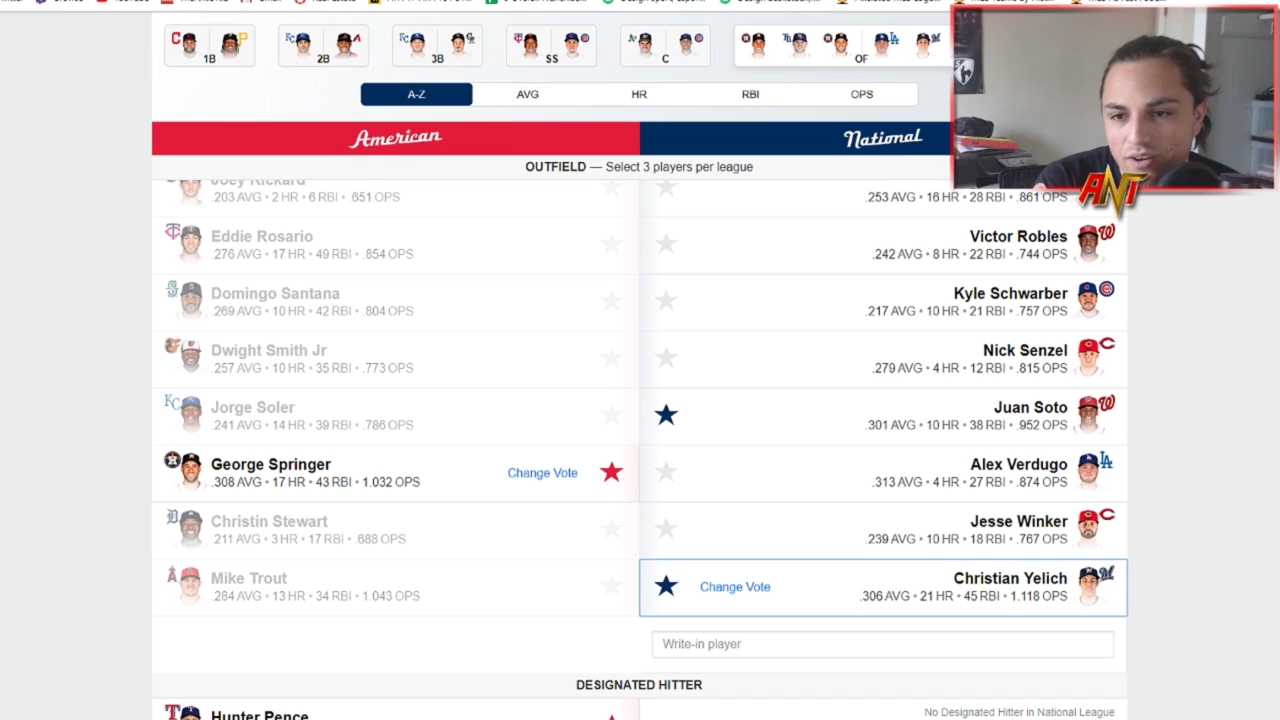 1B
2B
3B
SS
C
OF
A-Z
AVG
HR
RBI
OPS
American
National
OUTFIELD — Select 3 players per league
Joey Rickard
.203 AVG • 2 HR • 6 RBI • .651 OPS
.253 AVG • 16 HR • 28 RBI • .861 OPS
ANT
Eddie Rosario
.276 AVG • 17 HR • 49 RBI • .854 OPS
Victor Robles
.242 AVG • 8 HR • 22 RBI • .744 OPS
Domingo Santana
.269 AVG • 10 HR • 42 RBI • .804 OPS
Kyle Schwarber
.217 AVG • 10 HR • 21 RBI • .757 OPS
Dwight Smith Jr
.257 AVG • 10 HR • 35 RBI • .773 OPS
Nick Senzel
.279 AVG • 4 HR • 12 RBI • .815 OPS
Jorge Soler
.241 AVG • 14 HR • 39 RBI • .786 OPS
Juan Soto
.301 AVG • 10 HR • 38 RBI • .952 OPS
George Springer
.308 AVG • 17 HR • 43 RBI • 1.032 OPS
Change Vote
Alex Verdugo
.313 AVG • 4 HR • 27 RBI • .874 OPS
Christin Stewart
.211 AVG • 3 HR • 17 RBI • .688 OPS
Jesse Winker
.239 AVG • 10 HR • 18 RBI • .767 OPS
Mike Trout
.284 AVG • 13 HR • 34 RBI • 1.043 OPS
Change Vote
Christian Yelich
.306 AVG • 21 HR • 45 RBI • 1.118 OPS
Write-in player
DESIGNATED HITTER
Hunter Pence
No Designated Hitter in National League